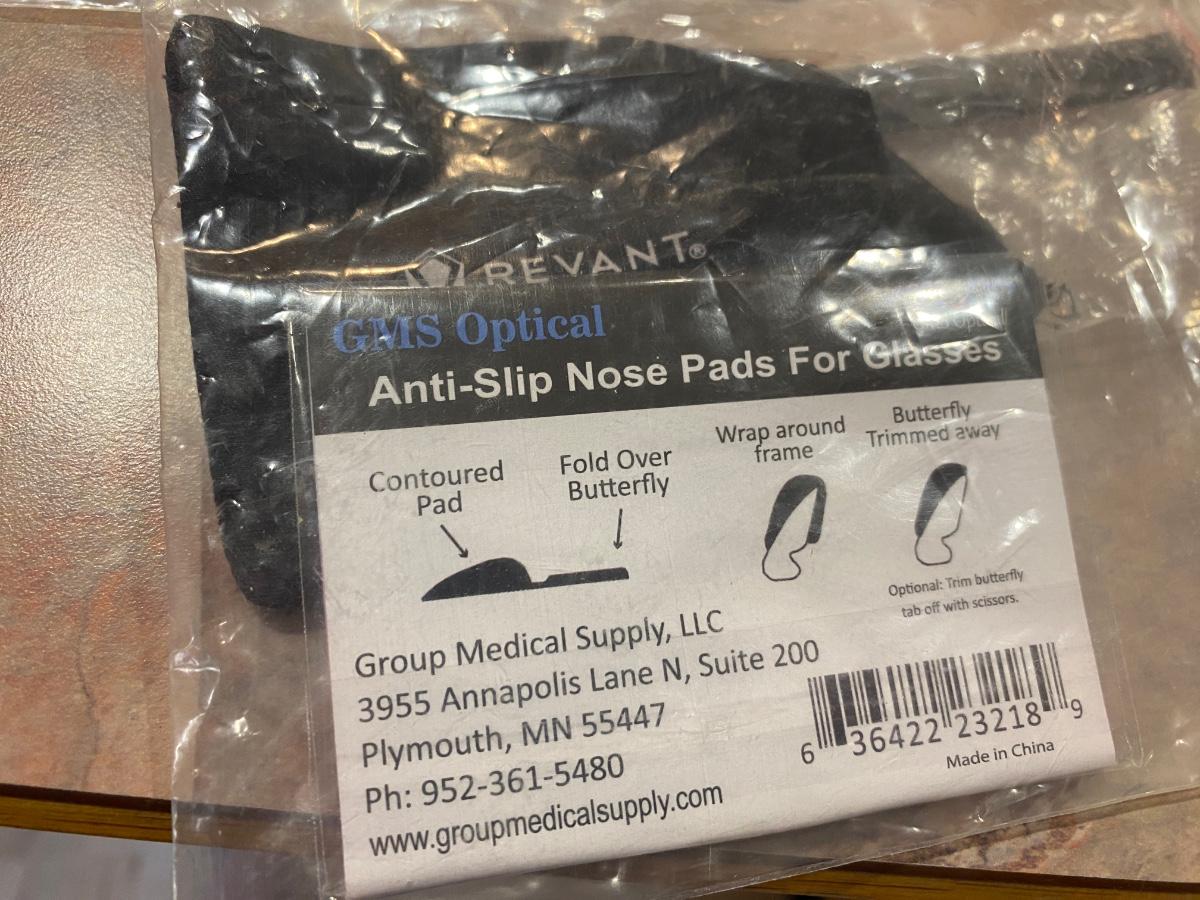 REVANT®
GMS Optical
Anti-Slip Nose Pads For Glasses
Contoured
Pad
Fold Over
Butterfly
Wrap around
frame
Butterfly
Trimmed away
Optional: Trim butterfly
tab off with scissors.
Group Medical Supply, LLC
3955 Annapolis Lane N, Suite 200
Plymouth, MN 55447
Ph: 952-361-5480
www.groupmedicalsupply.com
6 36422 23218 9
Made in China